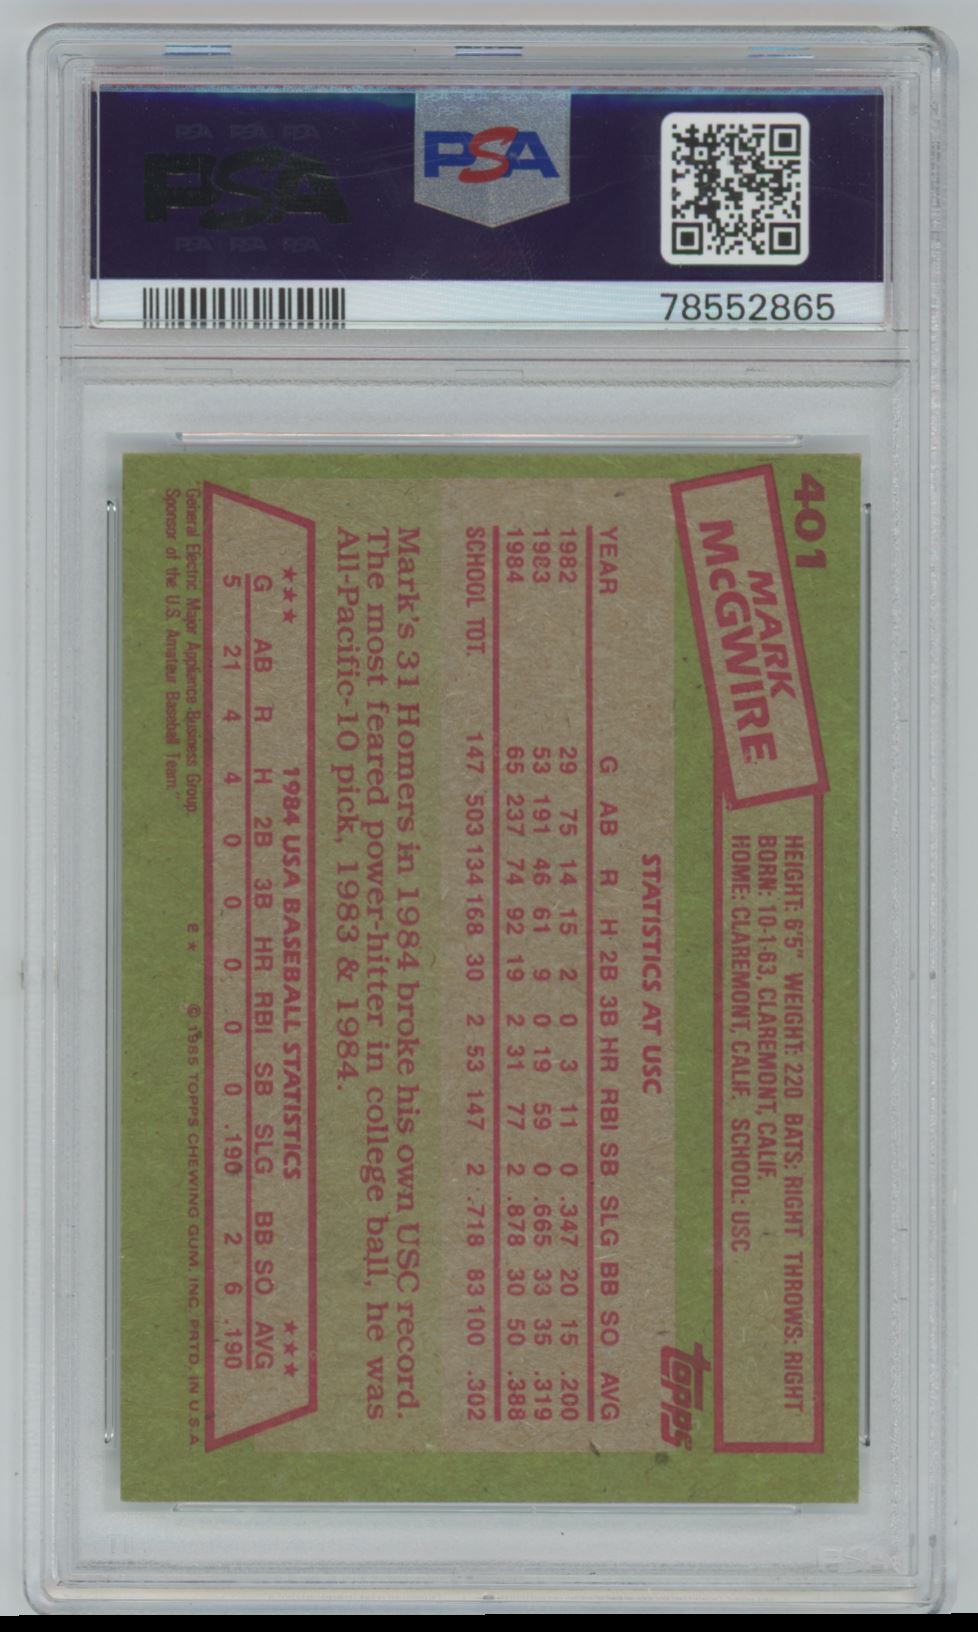 PSA PSA PSA
PSA
PSA PSA PSA
PSA
78552865
401
MARK
McGWIRE
HEIGHT: 6'5" WEIGHT: 220 BATS: RIGHT THROWS: RIGHT
BORN: 10-1-63, CLAREMONT, CALIF.
HOME: CLAREMONT, CALIF. SCHOOL: USC
topps
STATISTICS AT USC
YEAR G AB R H 2B 3B HR RBI SB SLG BB SO AVG
1982 29 75 14 15 2 0 3 11 0 .347 20 15 .200
1983 53 191 46 61 9 0 19 59 0 .665 33 35 .319
1984 65 237 74 92 19 2 31 77 2 .878 30 50 .388
SCHOOL TOT. 147 503 134 168 30 2 53 147 2 .718 83 100 .302
Mark's 31 Homers in 1984 broke his own USC record.
The most feared power-hitter in college ball, he was
All-Pacific-10 pick, 1983 & 1984.
★★★ 1984 USA BASEBALL STATISTICS ★★★
G AB R H 2B 3B HR RBI SB SLG BB SO AVG
5 21 4 4 0 0 0 0 0 .190 2 6 .190
"General Electric Major Appliance Business Group.
Sponsor of the U.S. Amateur Baseball Team."
e ★ © 1985 TOPPS CHEWING GUM, INC. PRTD. IN U.S.A.
PSA